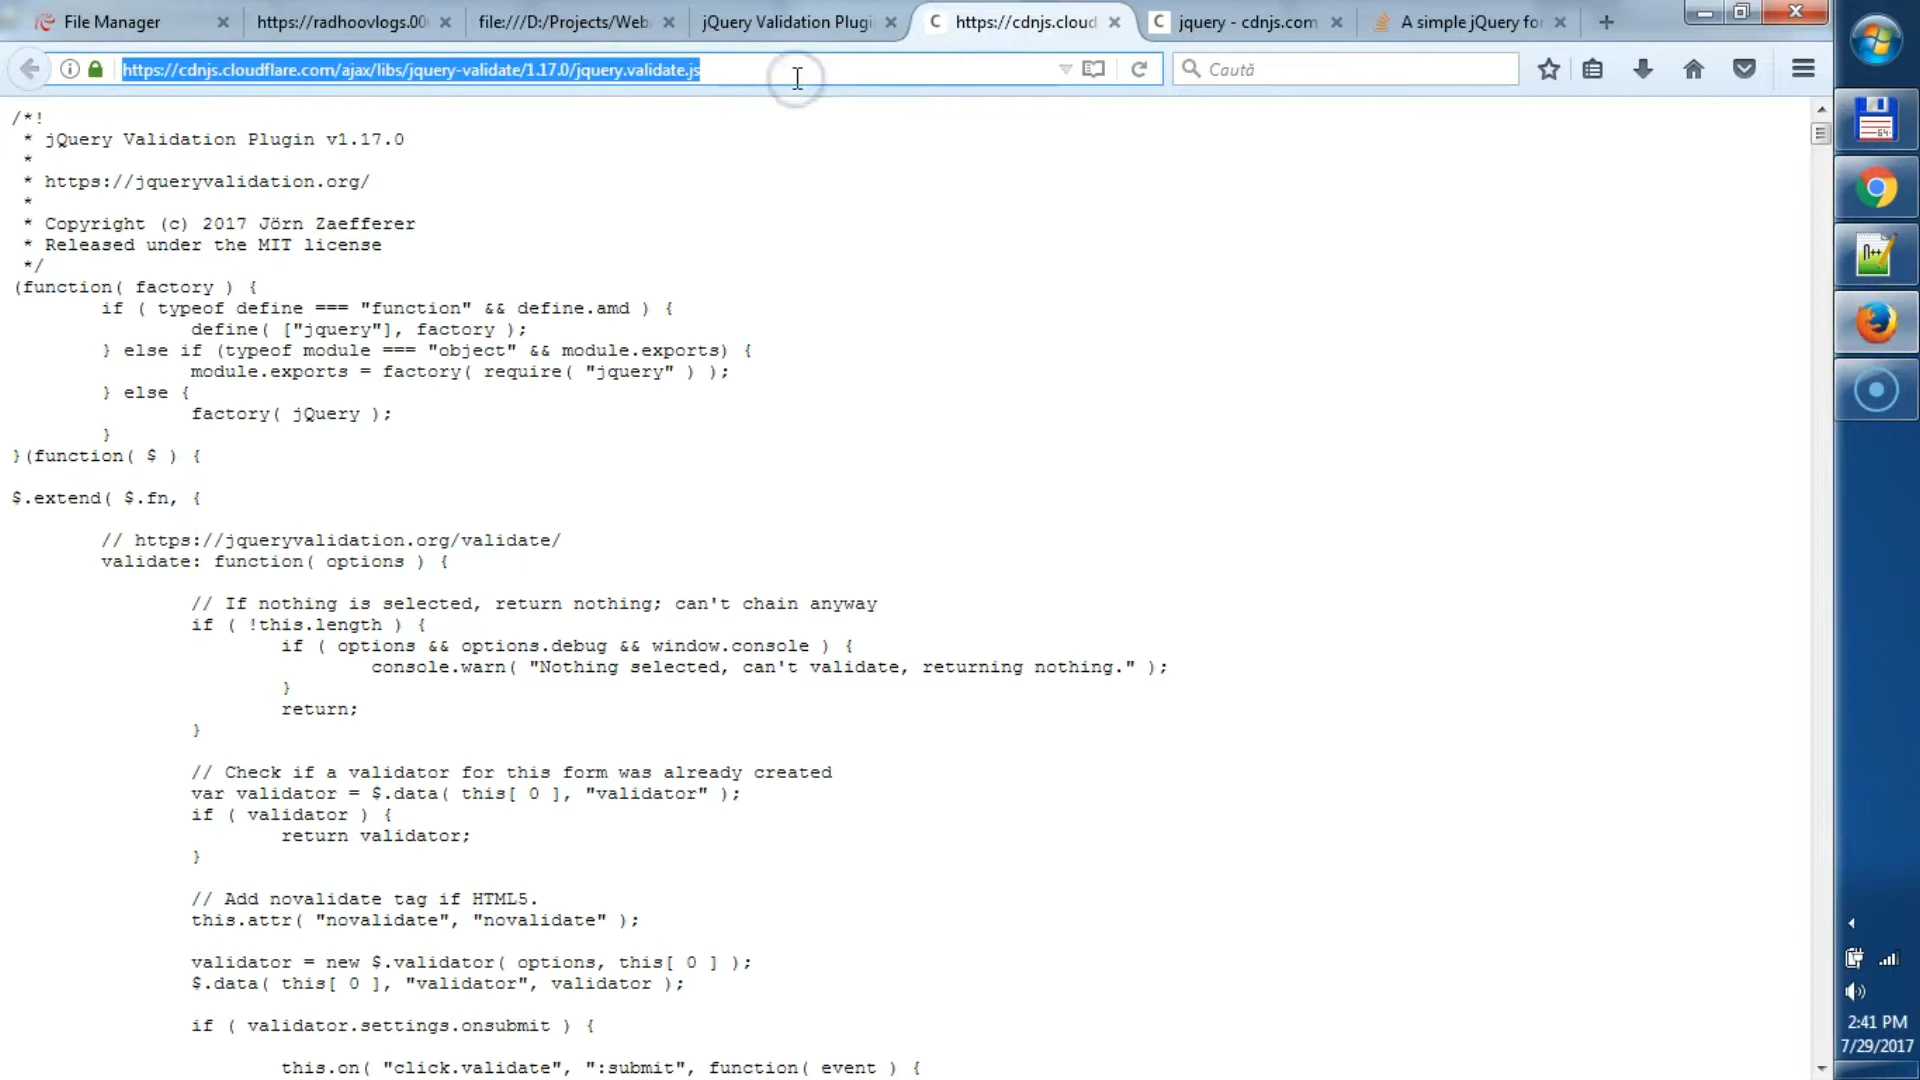 File Manager
https://radhoovlogs.00
file:///D:/Projects/Web
jQuery Validation Plugi
https://cdnjs.cloud
jquery - cdnjs.com
A simple jQuery for
https://cdnjs.cloudflare.com/ajax/libs/jquery-validate/1.17.0/jquery.validate.js
Caută
/*!
* jQuery Validation Plugin v1.17.0
*
* https://jqueryvalidation.org/
*
* Copyright (c) 2017 Jörn Zaefferer
* Released under the MIT license
*/
(function( factory ) {
if ( typeof define === "function" && define.amd ) {
define( ["jquery"], factory );
} else if (typeof module === "object" && module.exports) {
module.exports = factory( require( "jquery" ) );
} else {
factory( jQuery );
}
}(function( $ ) {
$.extend( $.fn, {
// https://jqueryvalidation.org/validate/
validate: function( options ) {
// If nothing is selected, return nothing; can't chain anyway
if ( !this.length ) {
if ( options && options.debug && window.console ) {
console.warn( "Nothing selected, can't validate, returning nothing." );
}
return;
}
// Check if a validator for this form was already created
var validator = $.data( this[ 0 ], "validator" );
if ( validator ) {
return validator;
}
// Add novalidate tag if HTML5.
this.attr( "novalidate", "novalidate" );
validator = new $.validator( options, this[ 0 ] );
$.data( this[ 0 ], "validator", validator );
if ( validator.settings.onsubmit ) {
this.on( "click.validate", ":submit", function( event ) {
64
n++
2:41 PM
7/29/2017